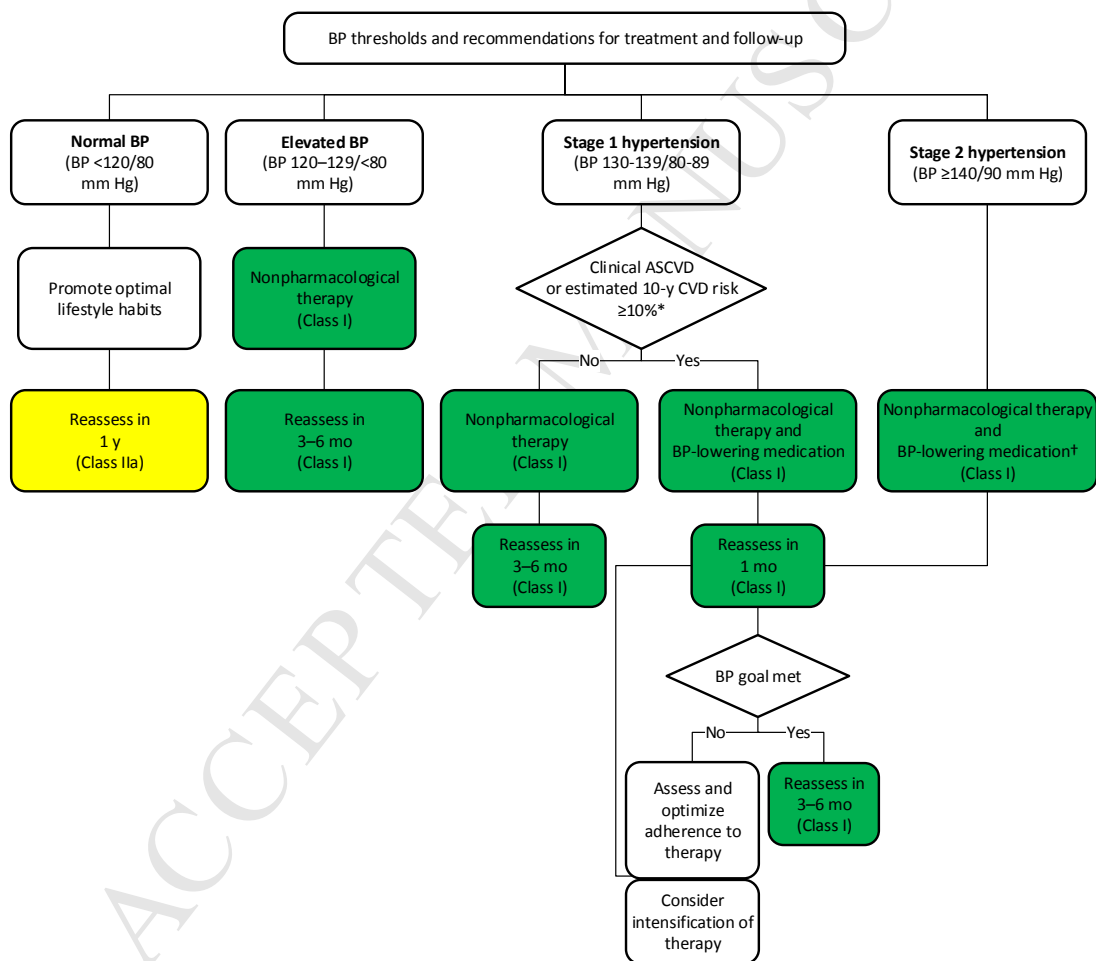 BP thresholds and recommendations for treatment and follow-up
Normal BP
(BP <120/80
mm Hg)
Elevated BP
(BP 120–129/<80
mm Hg)
Stage 1 hypertension
(BP 130-139/80-89
mm Hg)
Stage 2 hypertension
(BP ≥140/90 mm Hg)
Promote optimal
lifestyle habits
Nonpharmacological
therapy
(Class I)
Clinical ASCVD
or estimated 10-y CVD risk
≥10%*
No
Yes
Reassess in
1 y
(Class IIa)
Reassess in
3–6 mo
(Class I)
Nonpharmacological
therapy
(Class I)
Nonpharmacological
therapy and
BP-lowering medication
(Class I)
Nonpharmacological therapy
and
BP-lowering medication†
(Class I)
Reassess in
3–6 mo
(Class I)
Reassess in
1 mo
(Class I)
BP goal met
No
Yes
Assess and
optimize
adherence to
therapy
Reassess in
3–6 mo
(Class I)
Consider
intensification of
therapy
ACCEPTED MANUSC